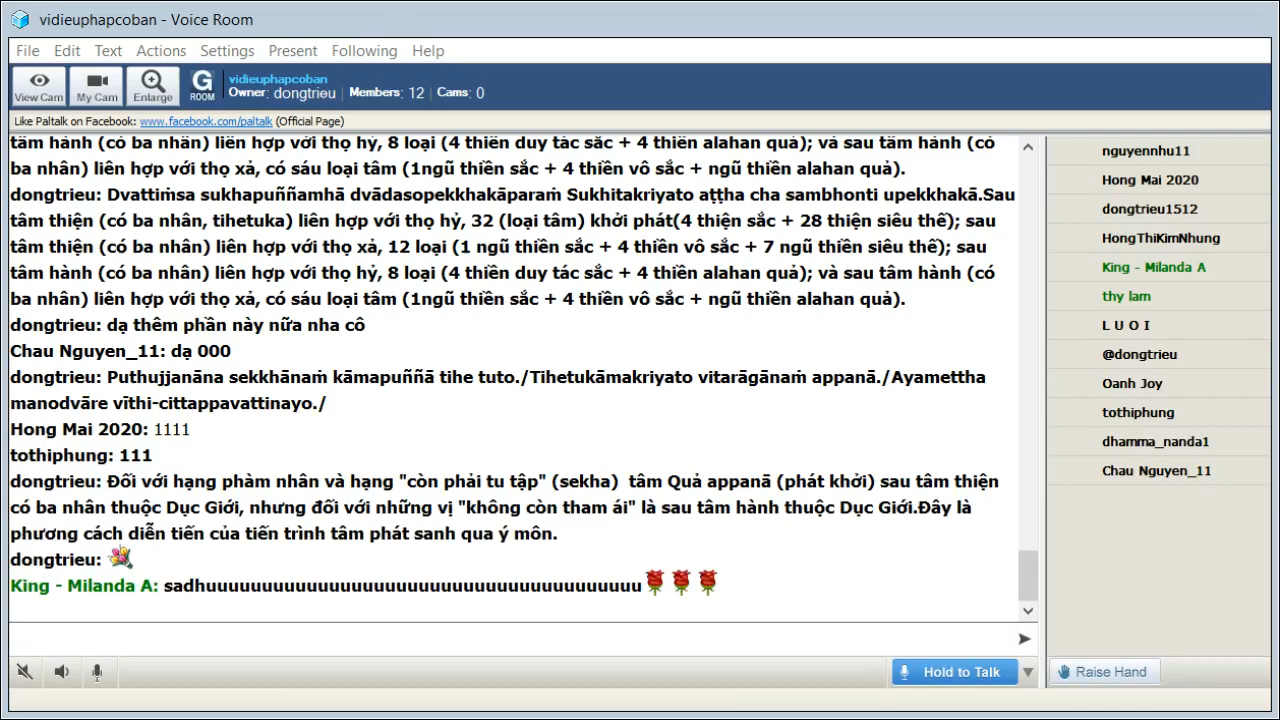 vidieuphapcoban - Voice Room
File Edit Text Actions Settings Present Following Help
View Cam My Cam Enlarge G ROOM vidieuphapcoban
Owner: dongtrieu | Members: 12 | Cams: 0
Like Paltalk on Facebook: www.facebook.com/paltalk (Official Page)
tâm hành (có ba nhân) liên hợp với thọ hỷ, 8 loại (4 thiền duy tác sắc + 4 thiền alahan quả); và sau tâm hành (có
ba nhân) liên hợp với thọ xả, có sáu loại tâm (1ngũ thiền sắc + 4 thiền vô sắc + ngũ thiền alahan quả).
dongtrieu: Dvattiṁsa sukhapuññamhā dvādasopekkhakāparaṁ Sukhitakriyato aṭṭha cha sambhonti upekkhakā.Sau
tâm thiện (có ba nhân, tihetuka) liên hợp với thọ hỷ, 32 (loại tâm) khởi phát(4 thiện sắc + 28 thiện siêu thế); sau
tâm thiện (có ba nhân) liên hợp với thọ xả, 12 loại (1 ngũ thiền sắc + 4 thiền vô sắc + 7 ngũ thiền siêu thế); sau
tâm hành (có ba nhân) liên hợp với thọ hỷ, 8 loại (4 thiền duy tác sắc + 4 thiền alahan quả); và sau tâm hành (có
ba nhân) liên hợp với thọ xả, có sáu loại tâm (1ngũ thiền sắc + 4 thiền vô sắc + ngũ thiền alahan quả).
dongtrieu: dạ thêm phần này nữa nha cô
Chau Nguyen_11: dạ 000
dongtrieu: Puthujjanāna sekkhānaṁ kāmapuññā tihe tuto./Tihetukāmakriyato vitarāgānaṁ appanā./Ayamettha
manodvāre vīthi-cittappavattinayo./
Hong Mai 2020: 1111
tothiphung: 111
dongtrieu: Đối với hạng phàm nhân và hạng "còn phải tu tập" (sekha) tâm Quả appanā (phát khởi) sau tâm thiện
có ba nhân thuộc Dục Giới, nhưng đối với những vị "không còn tham ái" là sau tâm hành thuộc Dục Giới.Đây là
phương cách diễn tiến của tiến trình tâm phát sanh qua ý môn.
dongtrieu:
King - Milanda A: sadhuuuuuuuuuuuuuuuuuuuuuuuuuuuuuuuuuuuuuuu
nguyennhu11
Hong Mai 2020
dongtrieu1512
HongThiKimNhung
King - Milanda A
thy lam
L U O I
@dongtrieu
Oanh Joy
tothiphung
dhamma_nanda1
Chau Nguyen_11
Hold to Talk
Raise Hand